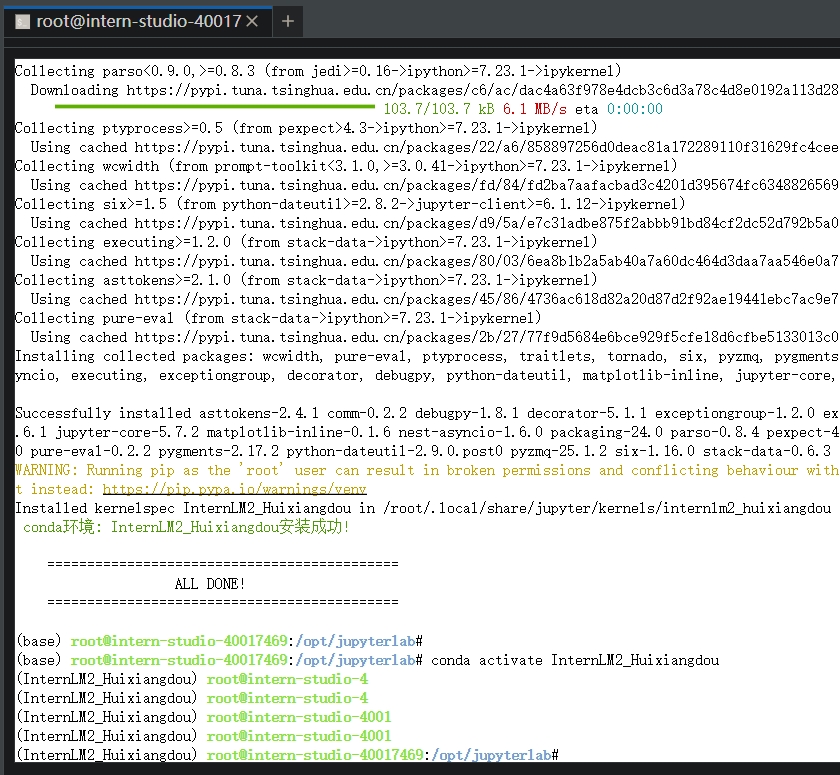 root@intern-studio-40017 × +
Collecting parso<0.9.0,>=0.8.3 (from jedi>=0.16->ipython>=7.23.1->ipykernel)
Downloading https://pypi.tuna.tsinghua.edu.cn/packages/c6/ac/dac4a63f978e4dcb3c6d3a78c4d8e0192a113d28
103.7/103.7 kB 6.1 MB/s eta 0:00:00
Collecting ptyprocess>=0.5 (from pexpect>4.3->ipython>=7.23.1->ipykernel)
Using cached https://pypi.tuna.tsinghua.edu.cn/packages/22/a6/858897256d0deac81a172289110f31629fc4cee
Collecting wcwidth (from prompt-toolkit<3.1.0,>=3.0.41->ipython>=7.23.1->ipykernel)
Using cached https://pypi.tuna.tsinghua.edu.cn/packages/fd/84/fd2ba7aafacbad3c4201d395674fc6348826569
Collecting six>=1.5 (from python-dateutil>=2.8.2->jupyter-client>=6.1.12->ipykernel)
Using cached https://pypi.tuna.tsinghua.edu.cn/packages/d9/5a/e7c31adbe875f2abbb91bd84cf2dc52d792b5a0
Collecting executing>=1.2.0 (from stack-data->ipython>=7.23.1->ipykernel)
Using cached https://pypi.tuna.tsinghua.edu.cn/packages/80/03/6ea8b1b2a5ab40a7a60dc464d3daa7aa546e0a7
Collecting asttokens>=2.1.0 (from stack-data->ipython>=7.23.1->ipykernel)
Using cached https://pypi.tuna.tsinghua.edu.cn/packages/45/86/4736ac618d82a20d87d2f92ae19441ebc7ac9e7
Collecting pure-eval (from stack-data->ipython>=7.23.1->ipykernel)
Using cached https://pypi.tuna.tsinghua.edu.cn/packages/2b/27/77f9d5684e6bce929f5cfe18d6cfbe5133013c0
Installing collected packages: wcwidth, pure-eval, ptyprocess, traitlets, tornado, six, pyzmq, pygments
yncio, executing, exceptiongroup, decorator, debugpy, python-dateutil, matplotlib-inline, jupyter-core,
Successfully installed asttokens-2.4.1 comm-0.2.2 debugpy-1.8.1 decorator-5.1.1 exceptiongroup-1.2.0 ex
.6.1 jupyter-core-5.7.2 matplotlib-inline-0.1.6 nest-asyncio-1.6.0 packaging-24.0 parso-0.8.4 pexpect-4
0 pure-eval-0.2.2 pygments-2.17.2 python-dateutil-2.9.0.post0 pyzmq-25.1.2 six-1.16.0 stack-data-0.6.3
WARNING: Running pip as the 'root' user can result in broken permissions and conflicting behaviour with
t instead: https://pip.pypa.io/warnings/venv
Installed kernelspec InternLM2_Huixiangdou in /root/.local/share/jupyter/kernels/internlm2_huixiangdou
conda环境: InternLM2_Huixiangdou安装成功!
============================================
ALL DONE!
============================================
(base) root@intern-studio-40017469:/opt/jupyterlab#
(base) root@intern-studio-40017469:/opt/jupyterlab# conda activate InternLM2_Huixiangdou
(InternLM2_Huixiangdou) root@intern-studio-4
(InternLM2_Huixiangdou) root@intern-studio-4
(InternLM2_Huixiangdou) root@intern-studio-4001
(InternLM2_Huixiangdou) root@intern-studio-4001
(InternLM2_Huixiangdou) root@intern-studio-40017469:/opt/jupyterlab#